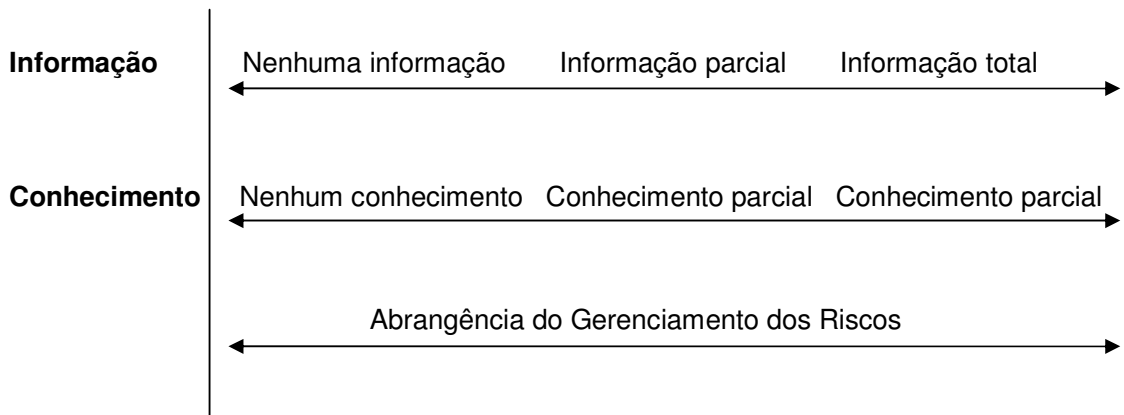 Informação Nenhuma informação Informação parcial Informação total
Conhecimento Nenhum conhecimento Conhecimento parcial Conhecimento parcial
Abrangência do Gerenciamento dos Riscos